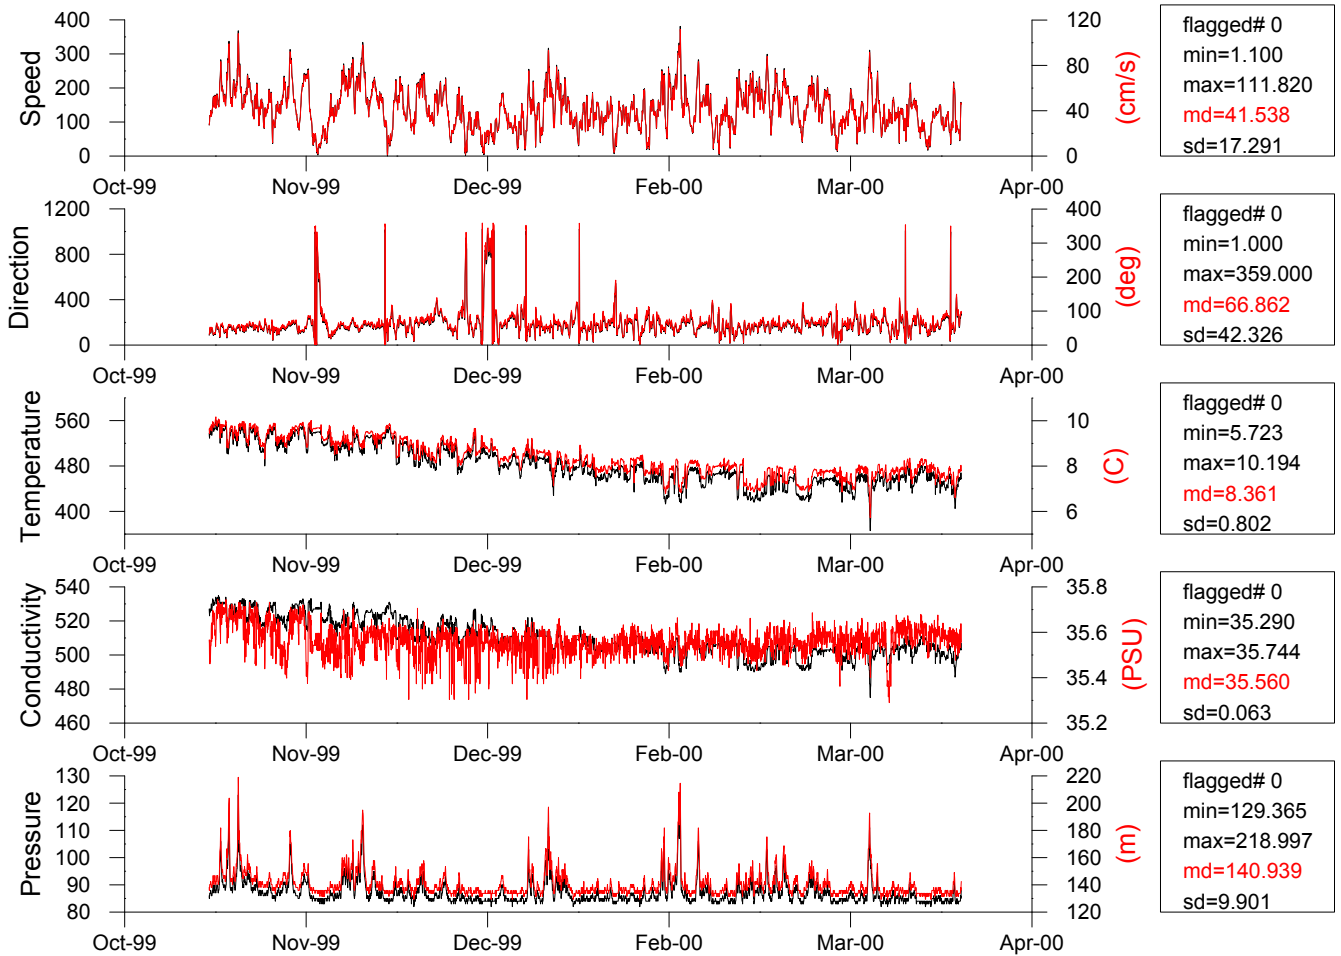 Speed
400
300
200
100
0
120
80
40
0
(cm/s)
Oct-99 Nov-99 Dec-99 Feb-00 Mar-00 Apr-00
flagged# 0
min=1.100
max=111.820
md=41.538
sd=17.291
Direction
1200
800
400
0
400
300
200
100
0
(deg)
Oct-99 Nov-99 Dec-99 Feb-00 Mar-00 Apr-00
flagged# 0
min=1.000
max=359.000
md=66.862
sd=42.326
Temperature
560
480
400
10
8
6
(C)
Oct-99 Nov-99 Dec-99 Feb-00 Mar-00 Apr-00
flagged# 0
min=5.723
max=10.194
md=8.361
sd=0.802
Conductivity
540
520
500
480
460
35.8
35.6
35.4
35.2
(PSU)
Oct-99 Nov-99 Dec-99 Feb-00 Mar-00 Apr-00
flagged# 0
min=35.290
max=35.744
md=35.560
sd=0.063
Pressure
130
120
110
100
90
80
220
200
180
160
140
120
(m)
Oct-99 Nov-99 Dec-99 Feb-00 Mar-00 Apr-00
flagged# 0
min=129.365
max=218.997
md=140.939
sd=9.901